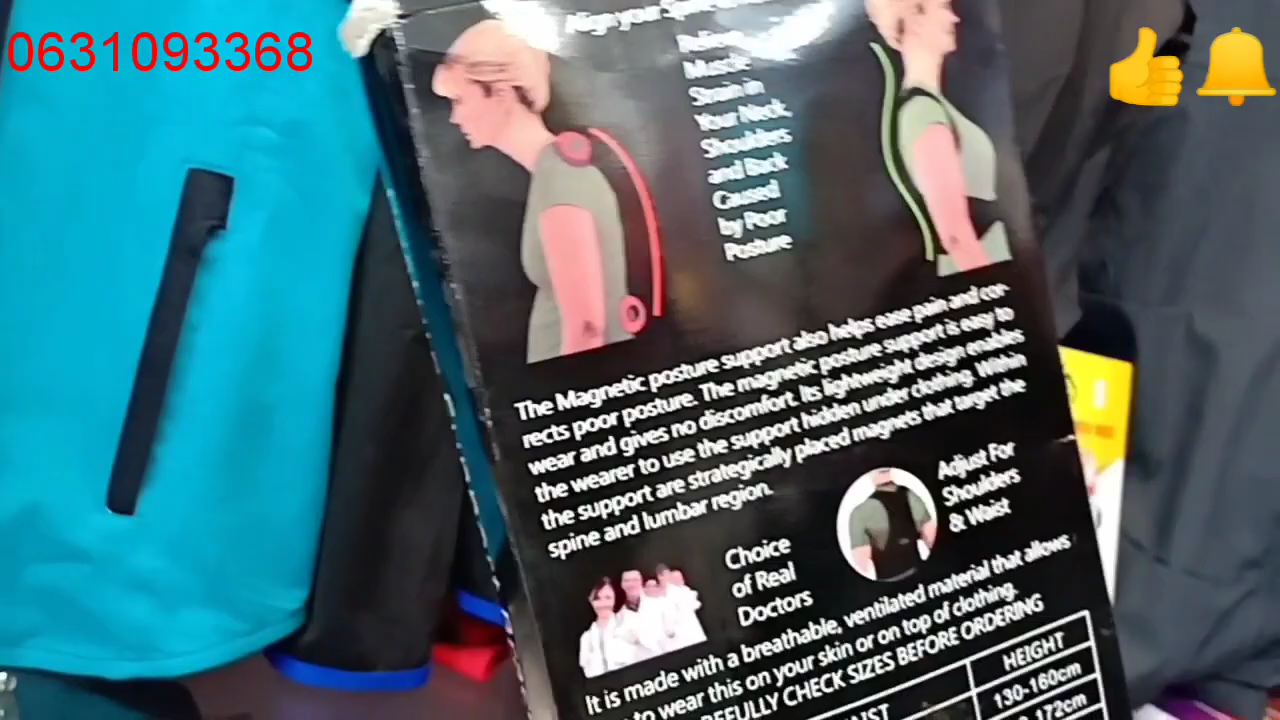 0631093368
Align your Spine
Relieve
Muscle
Strain in
Your Neck,
Shoulders
and Back
Caused
by Poor
Posture
The Magnetic posture support also helps ease pain and cor-
rects poor posture. The magnetic posture support is easy to
wear and gives no discomfort. Its lightweight design enables
the wearer to use the support hidden under clothing. Within
the support are strategically placed magnets that target the
spine and lumbar region.
Adjust For
Shoulders
& Waist
Choice
of Real
Doctors
It is made with a breathable, ventilated material that allows
to wear this on your skin or on top of clothing.
REFULLY CHECK SIZES BEFORE ORDERING
HEIGHT
130-160cm
172cm